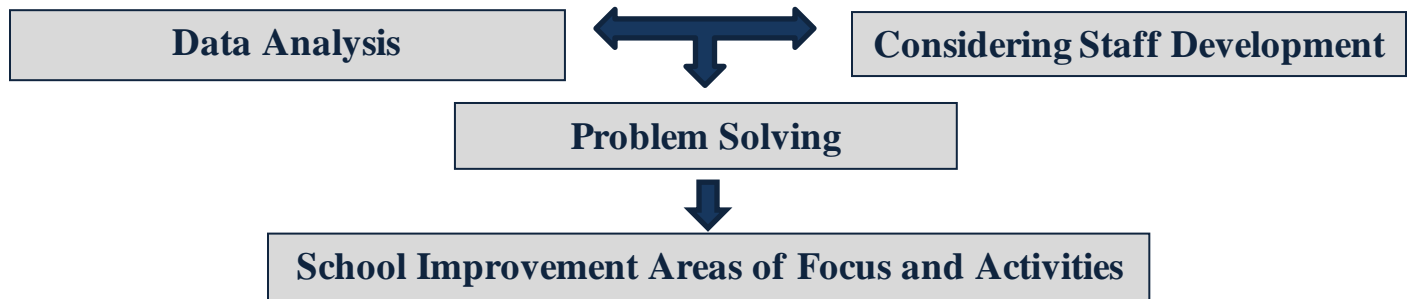 Data Analysis
Considering Staff Development
Problem Solving
School Improvement Areas of Focus and Activities